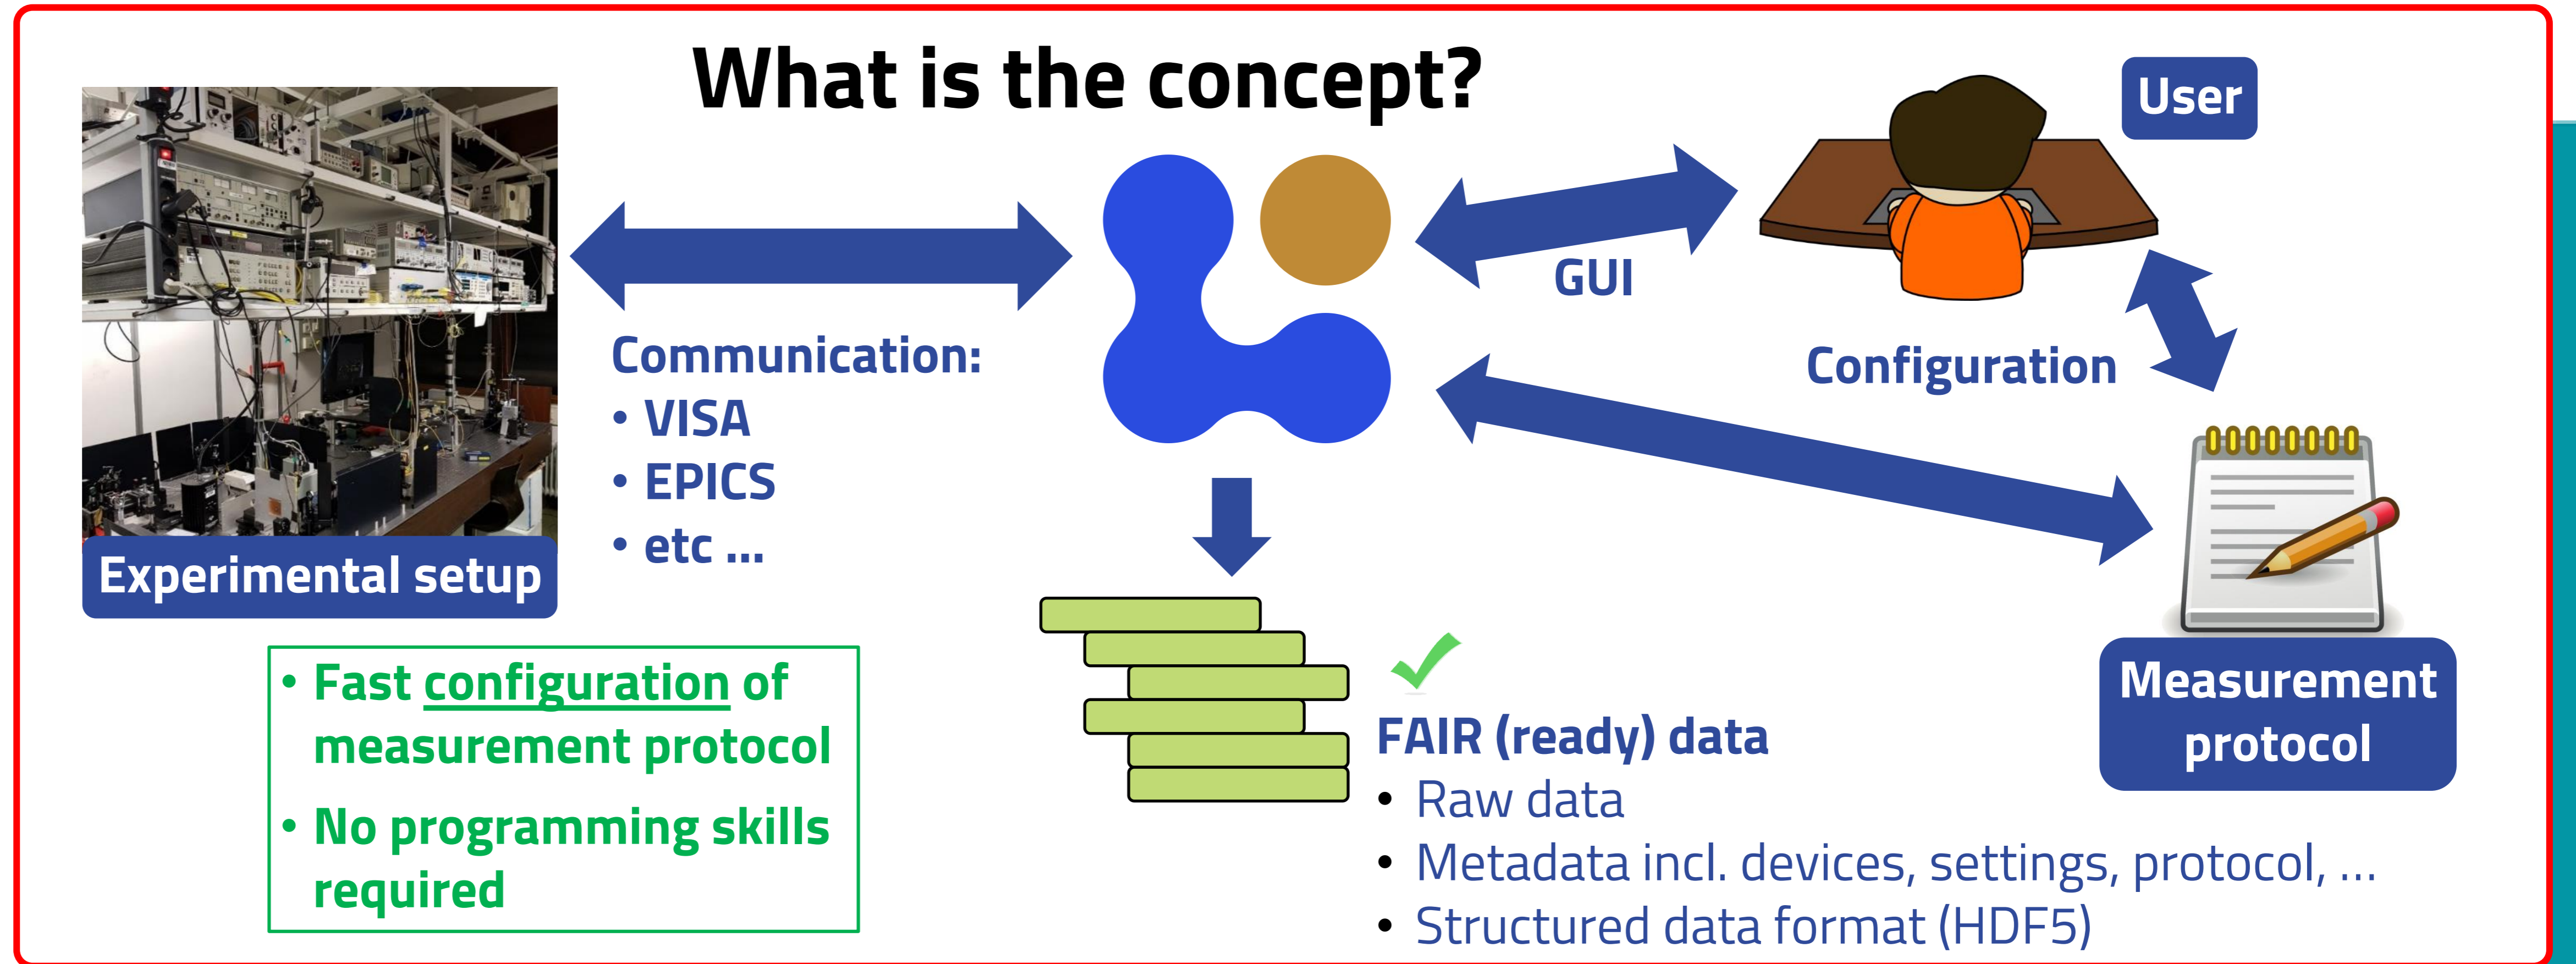 What is the concept?
User
GUI
Communication:
• VISA
• EPICS
• etc ...
Configuration
Experimental setup
• Fast configuration of
measurement protocol
• No programming skills
required
FAIR (ready) data
• Raw data
• Metadata incl. devices, settings, protocol, ...
• Structured data format (HDF5)
Measurement
protocol